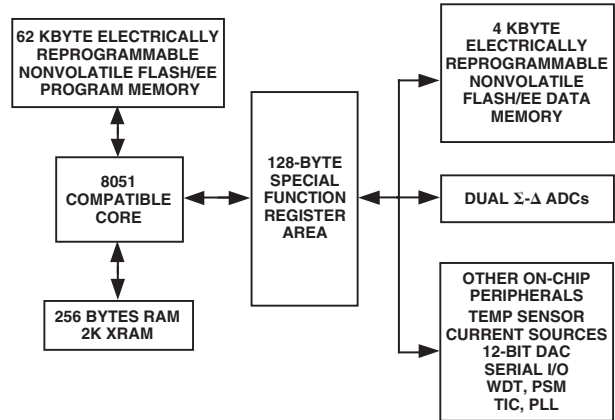 62 KBYTE ELECTRICALLY
REPROGRAMMABLE
NONVOLATILE FLASH/EE
PROGRAM MEMORY
8051
COMPATIBLE
CORE
256 BYTES RAM
2K XRAM
128-BYTE
SPECIAL
FUNCTION
REGISTER
AREA
4 KBYTE
ELECTRICALLY
REPROGRAMMABLE
NONVOLATILE
FLASH/EE DATA
MEMORY
DUAL Σ-Δ ADCs
OTHER ON-CHIP
PERIPHERALS
TEMP SENSOR
CURRENT SOURCES
12-BIT DAC
SERIAL I/O
WDT, PSM
TIC, PLL